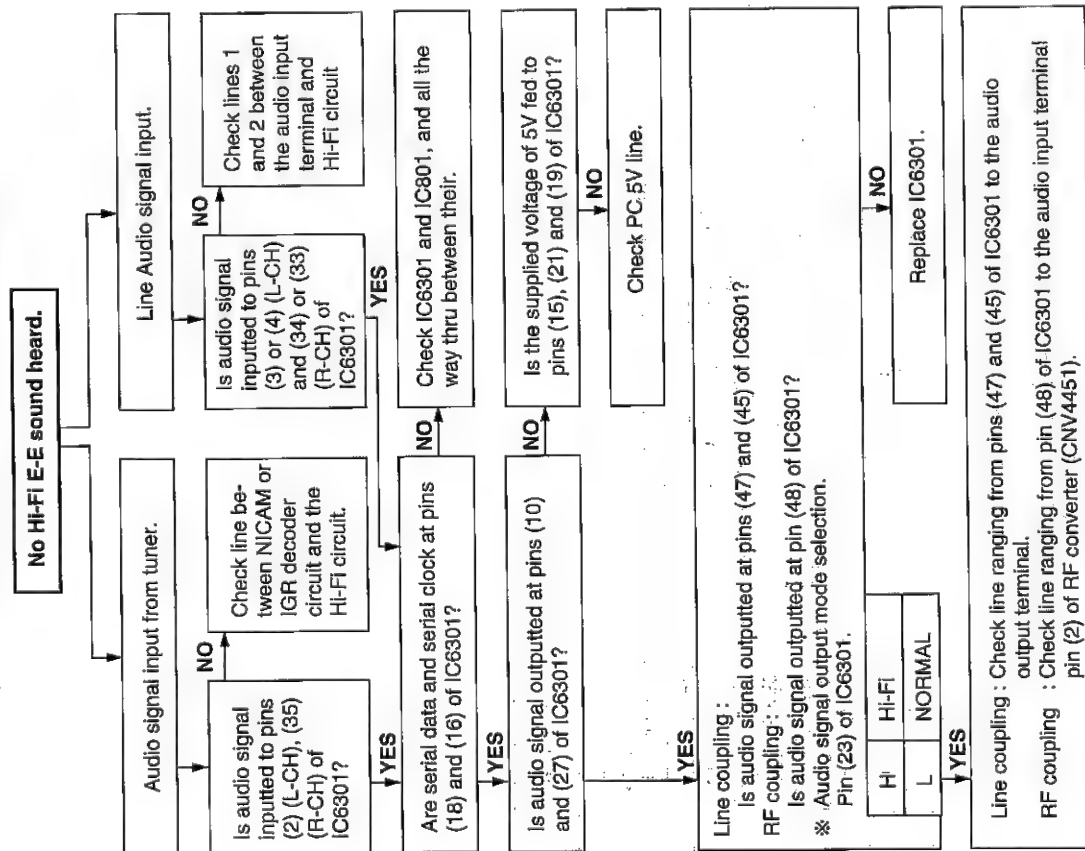 No Hi-Fi E-E sound heard.
Audio signal input from tuner.
Line Audio signal input.
Is audio signal
inputted to pins
(2) (L-CH), (35)
(R-CH) of
IC6301?
NO
Check line be-
tween NICAM or
IGR decoder
circuit and the
Hi-Fi circuit.
Is audio signal
inputted to pins
(3) or (4) (L-CH)
and (34) or (33)
(R-CH) of
IC6301?
NO
Check lines 1
and 2 between
the audio input
terminal and
Hi-Fi circuit
YES
YES
Are serial data and serial clock at pins
(18) and (16) of IC6301?
NO
Check IC6301 and IC801, and all the
way thru between their.
YES
Is audio signal outputted at pins (10)
and (27) of IC6301?
NO
Is the supplied voltage of 5V fed to
pins (15), (21) and (19) of IC6301?
NO
Check PC 5V line.
YES
Line coupling :
Is audio signal outputted at pins (47) and (45) of IC6301?
RF coupling :
Is audio signal outputted at pin (48) of IC6301?
※ Audio signal output mode selection.
Pin (23) of IC6301.
H Hi-Fi
L NORMAL
NO
Replace IC6301.
YES
Line coupling : Check line ranging from pins (47) and (45) of IC6301 to the audio
output terminal.
RF coupling : Check line ranging from pin (48) of IC6301 to the audio input terminal
pin (2) of RF converter (CNV4451).